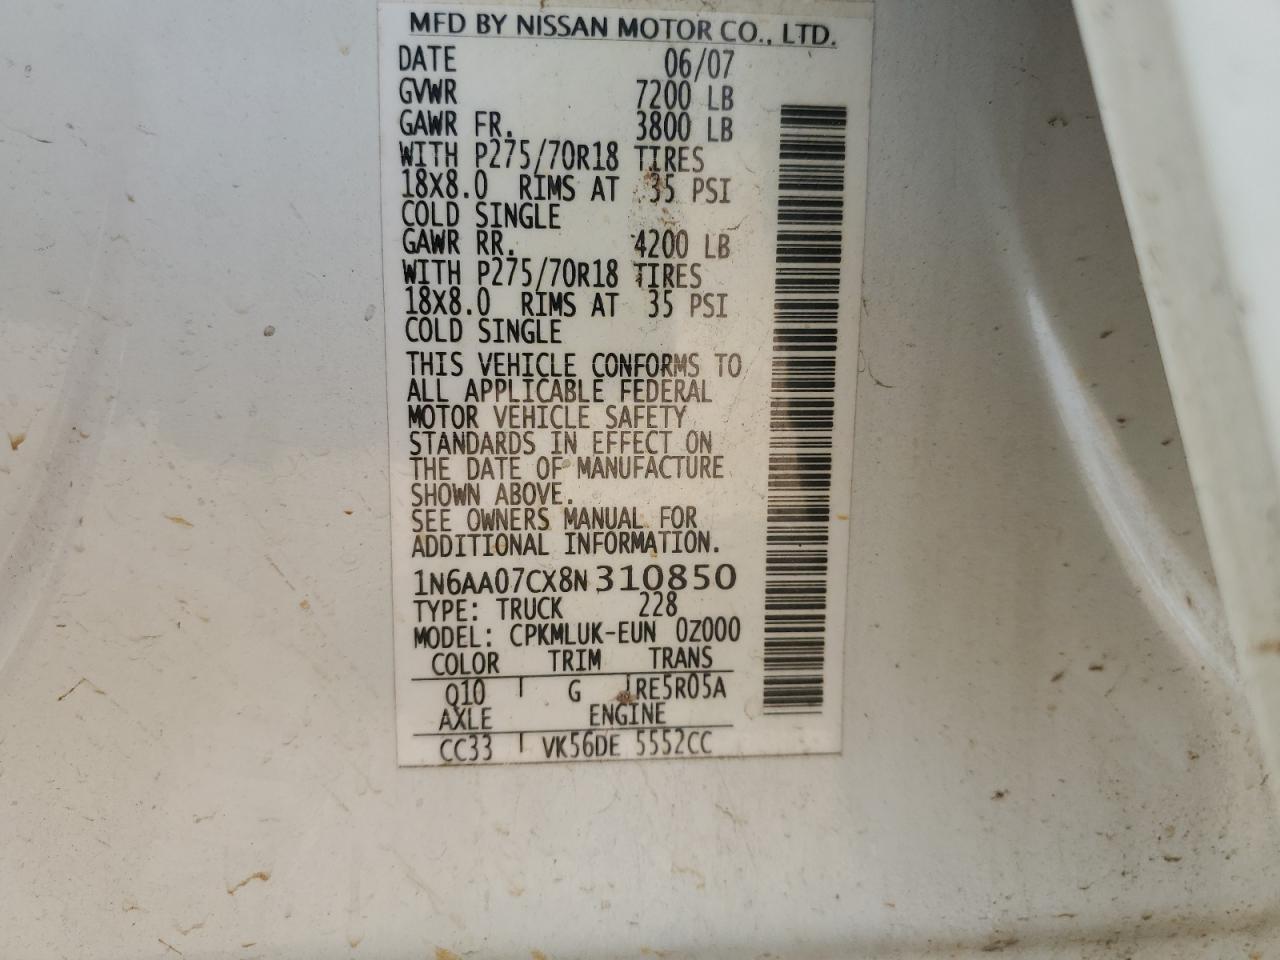 MFD BY NISSAN MOTOR CO., LTD.
DATE 06/07
GVWR 7200 LB
GAWR FR. 3800 LB
WITH P275/70R18 TIRES
18X8.0 RIMS AT 35 PSI
COLD SINGLE
GAWR RR. 4200 LB
WITH P275/70R18 TIRES
18X8.0 RIMS AT 35 PSI
COLD SINGLE
THIS VEHICLE CONFORMS TO
ALL APPLICABLE FEDERAL
MOTOR VEHICLE SAFETY
STANDARDS IN EFFECT ON
THE DATE OF MANUFACTURE
SHOWN ABOVE.
SEE OWNERS MANUAL FOR
ADDITIONAL INFORMATION.
1N6AA07CX8N310850
TYPE: TRUCK 228
MODEL: CPKMLUK-EUN 0Z000
COLOR TRIM TRANS
Q10 G RE5R05A
AXLE ENGINE
CC33 VK56DE 5552CC